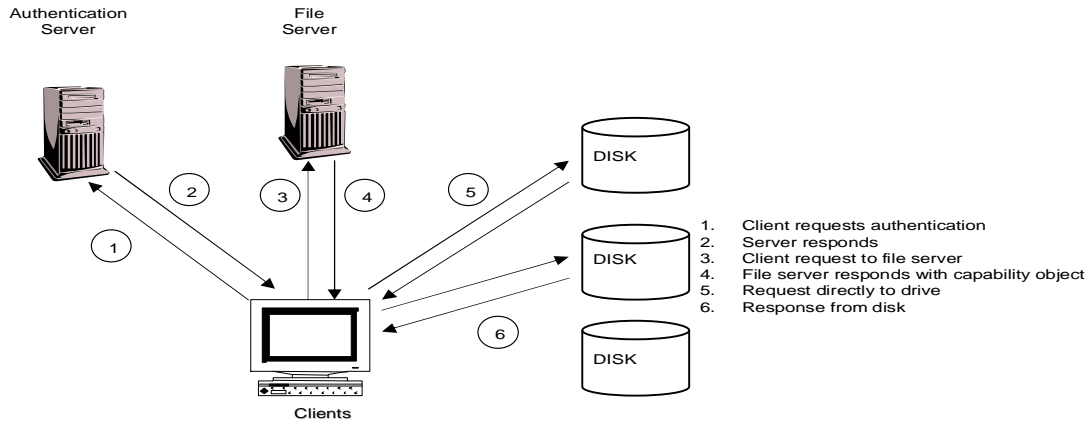 Authentication
Server
File
Server
2
3
4
5
1
6
DISK
DISK
DISK
Clients
1. Client requests authentication
2. Server responds
3. Client request to file server
4. File server responds with capability object
5. Request directly to drive
6. Response from disk